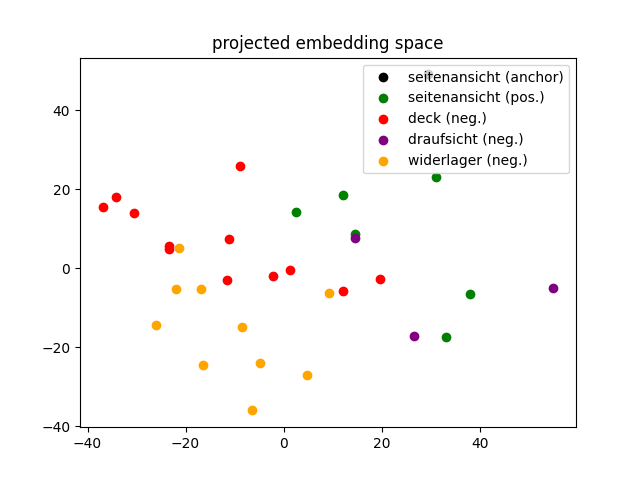 projected embedding space
seitenansicht (anchor)
seitenansicht (pos.)
deck (neg.)
draufsicht (neg.)
widerlager (neg.)
40
20
0
−20
−40
−40
−20
0
20
40